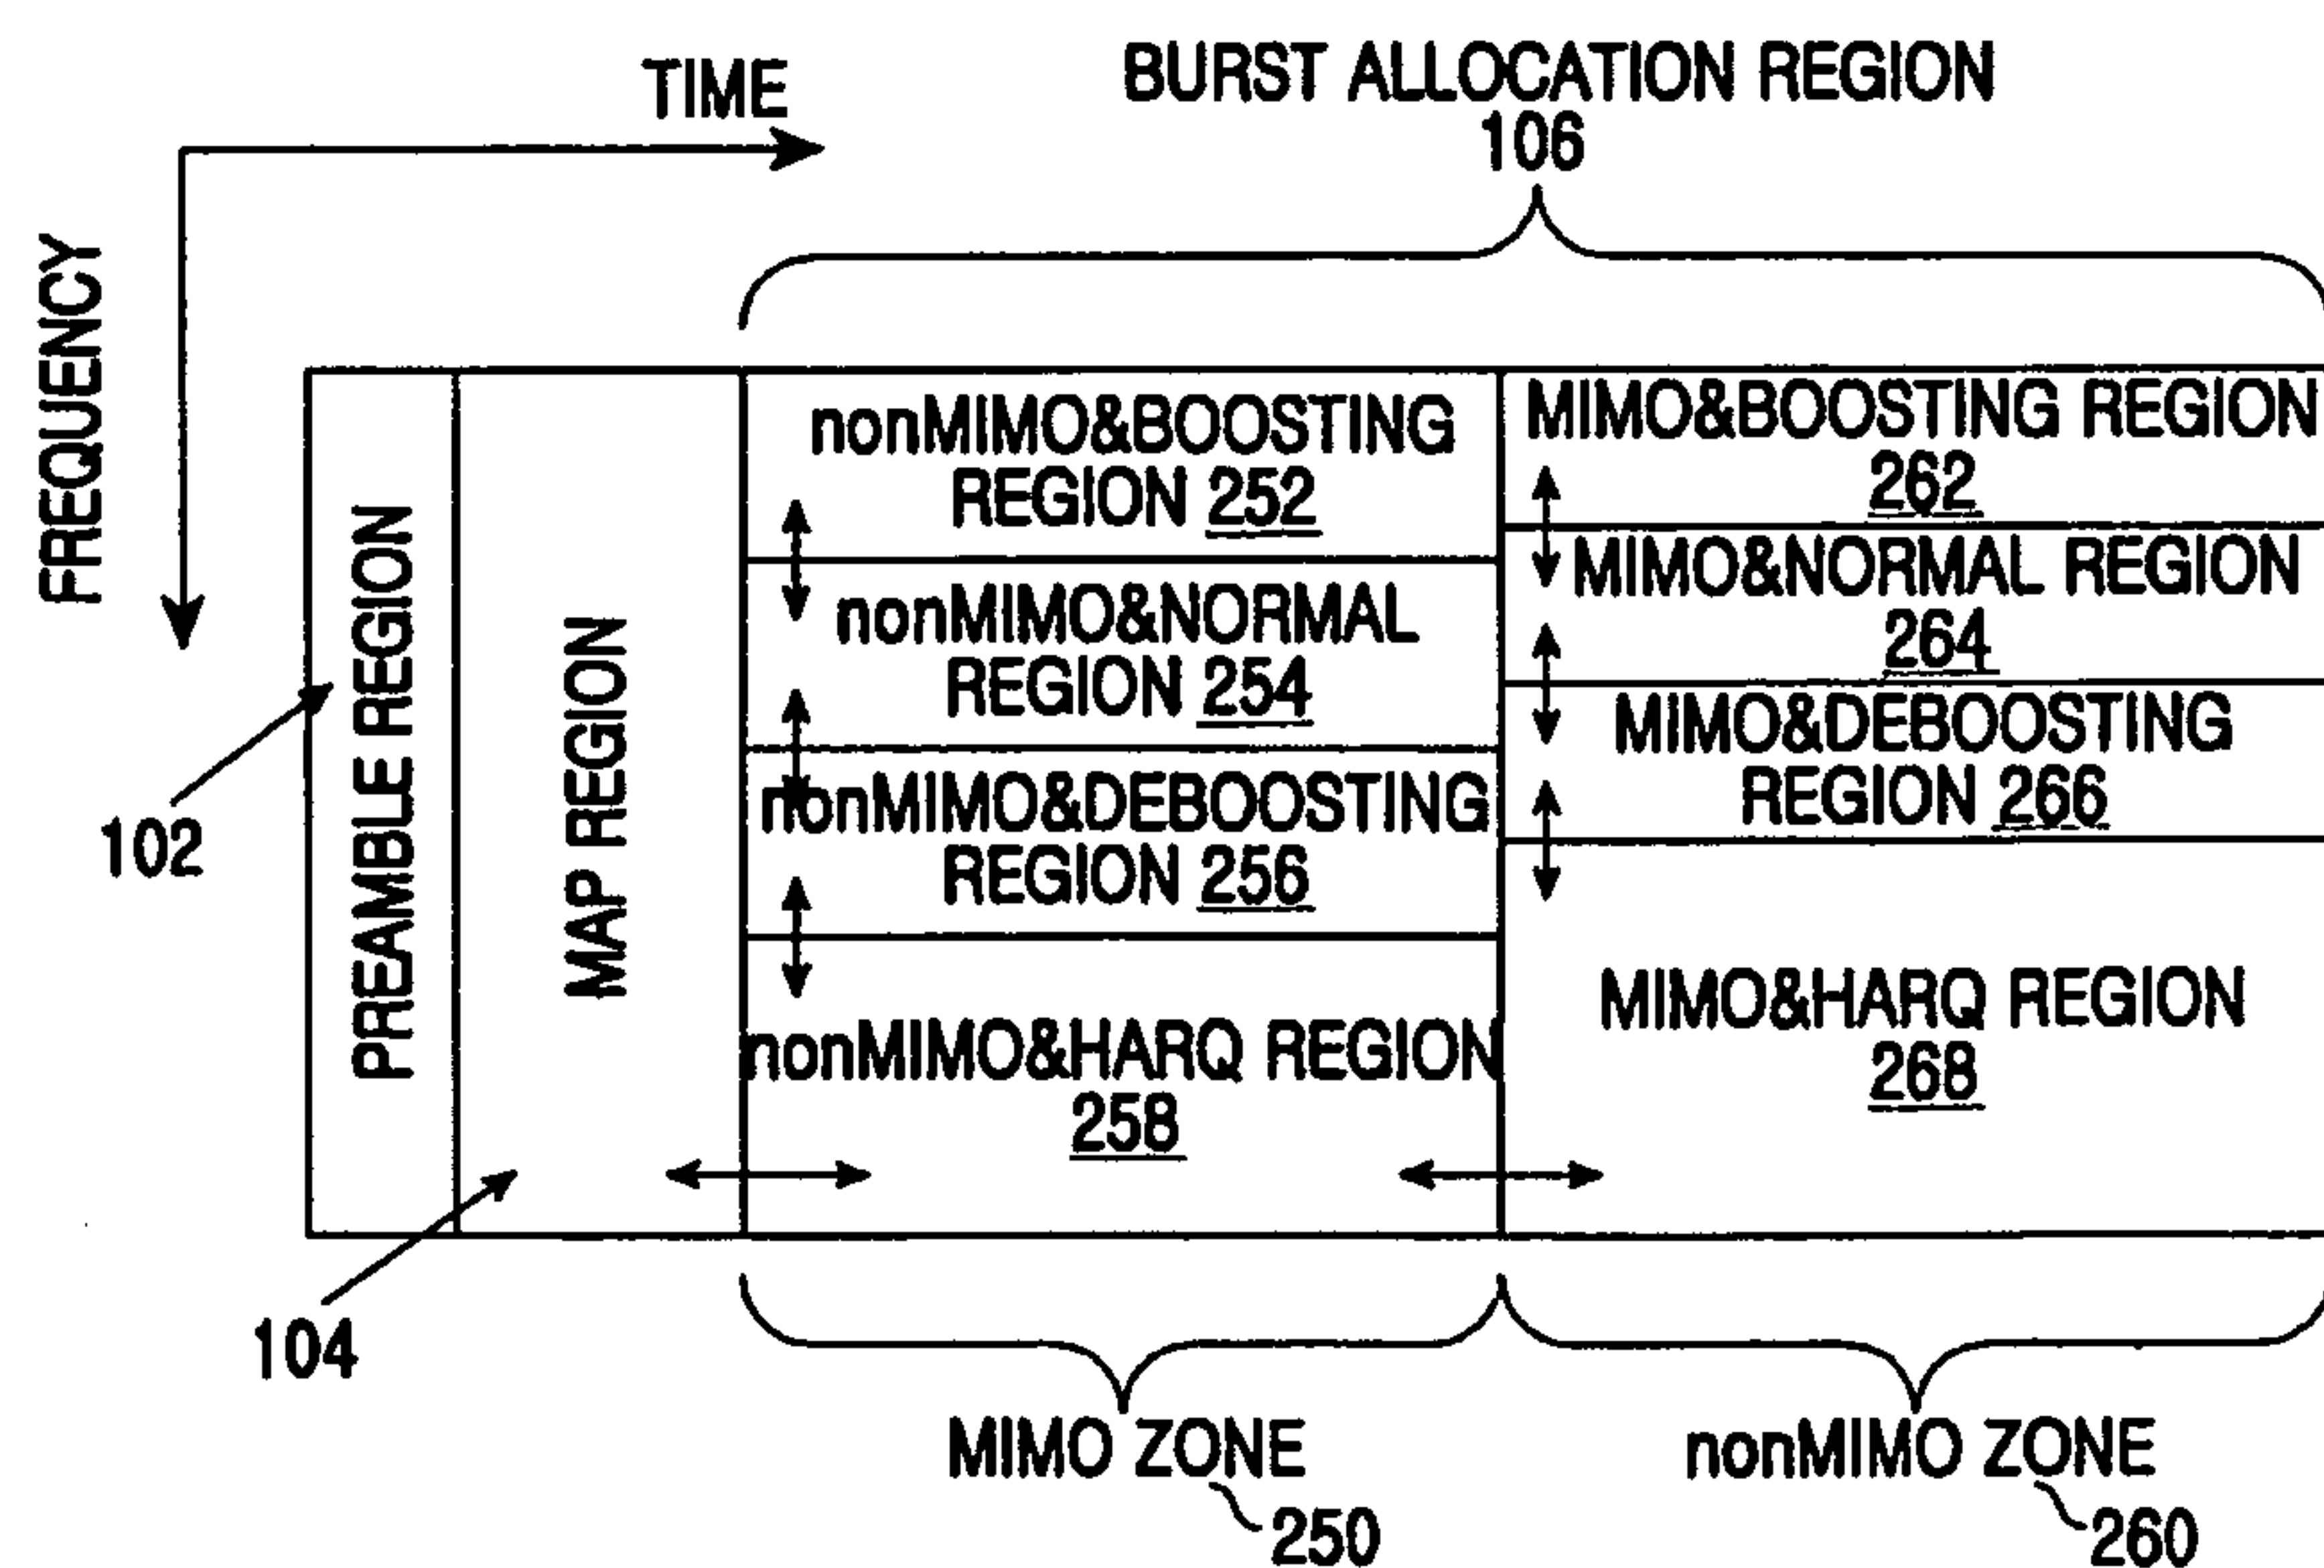 TIME
BURST ALLOCATION REGION
106
FREQUENCY
PREAMBLE REGION
MAP REGION
nonMIMO&BOOSTING
REGION 252
nonMIMO&NORMAL
REGION 254
nonMIMO&DEBOOSTING
REGION 256
nonMIMO&HARQ REGION
258
MIMO&BOOSTING REGION
262
MIMO&NORMAL REGION
264
MIMO&DEBOOSTING
REGION 266
MIMO&HARQ REGION
268
102
104
MIMO ZONE
250
nonMIMO ZONE
260